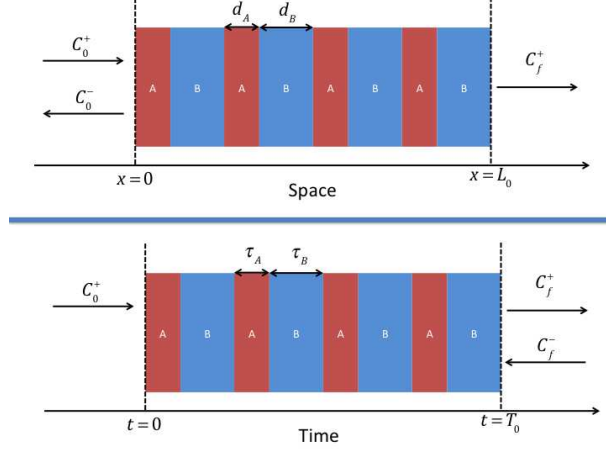 d_A d_B
C_0^+ C_f^+
C_0^-
A B A B A B A B
x=0 x=L_0
Space
τ_A τ_B
C_0^+ C_f^+
C_f^-
A B A B A B A B
t=0 t=T_0
Time